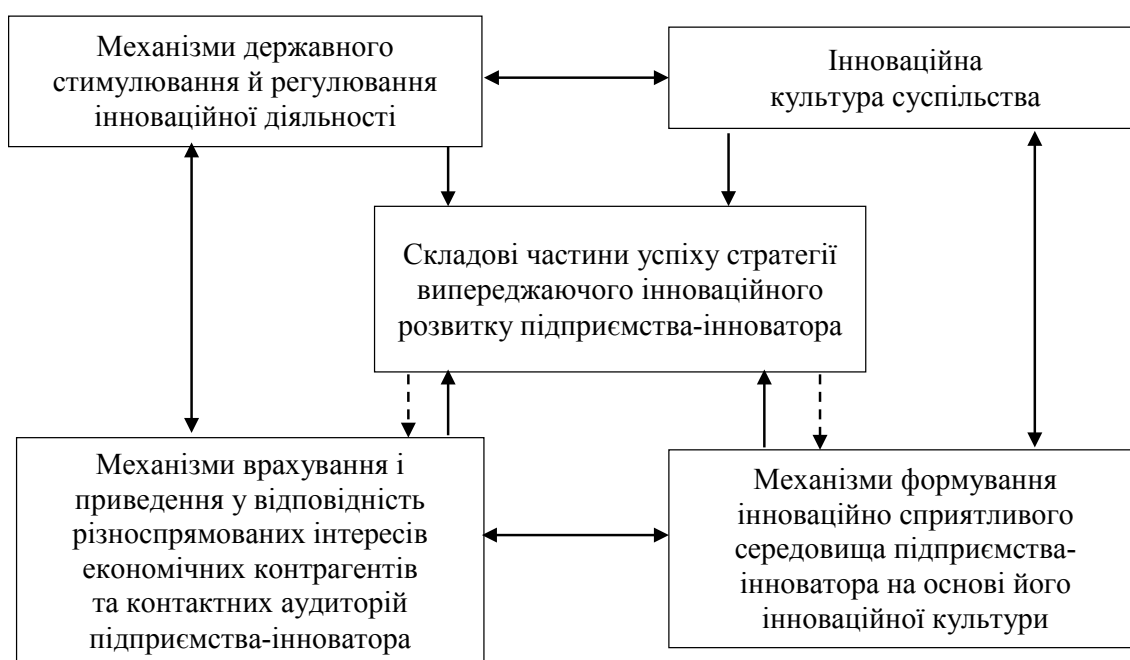 Механізми державного
стимулювання й регулювання
інноваційної діяльності
Інноваційна
культура суспільства
Складові частини успіху стратегії
випереджаючого інноваційного
розвитку підприємства-інноватора
Механізми врахування і
приведення у відповідність
різноспрямованих інтересів
економічних контрагентів
та контактних аудиторій
підприємства-інноватора
Механізми формування
інноваційно сприятливого
середовища підприємства-
інноватора на основі його
інноваційної культури